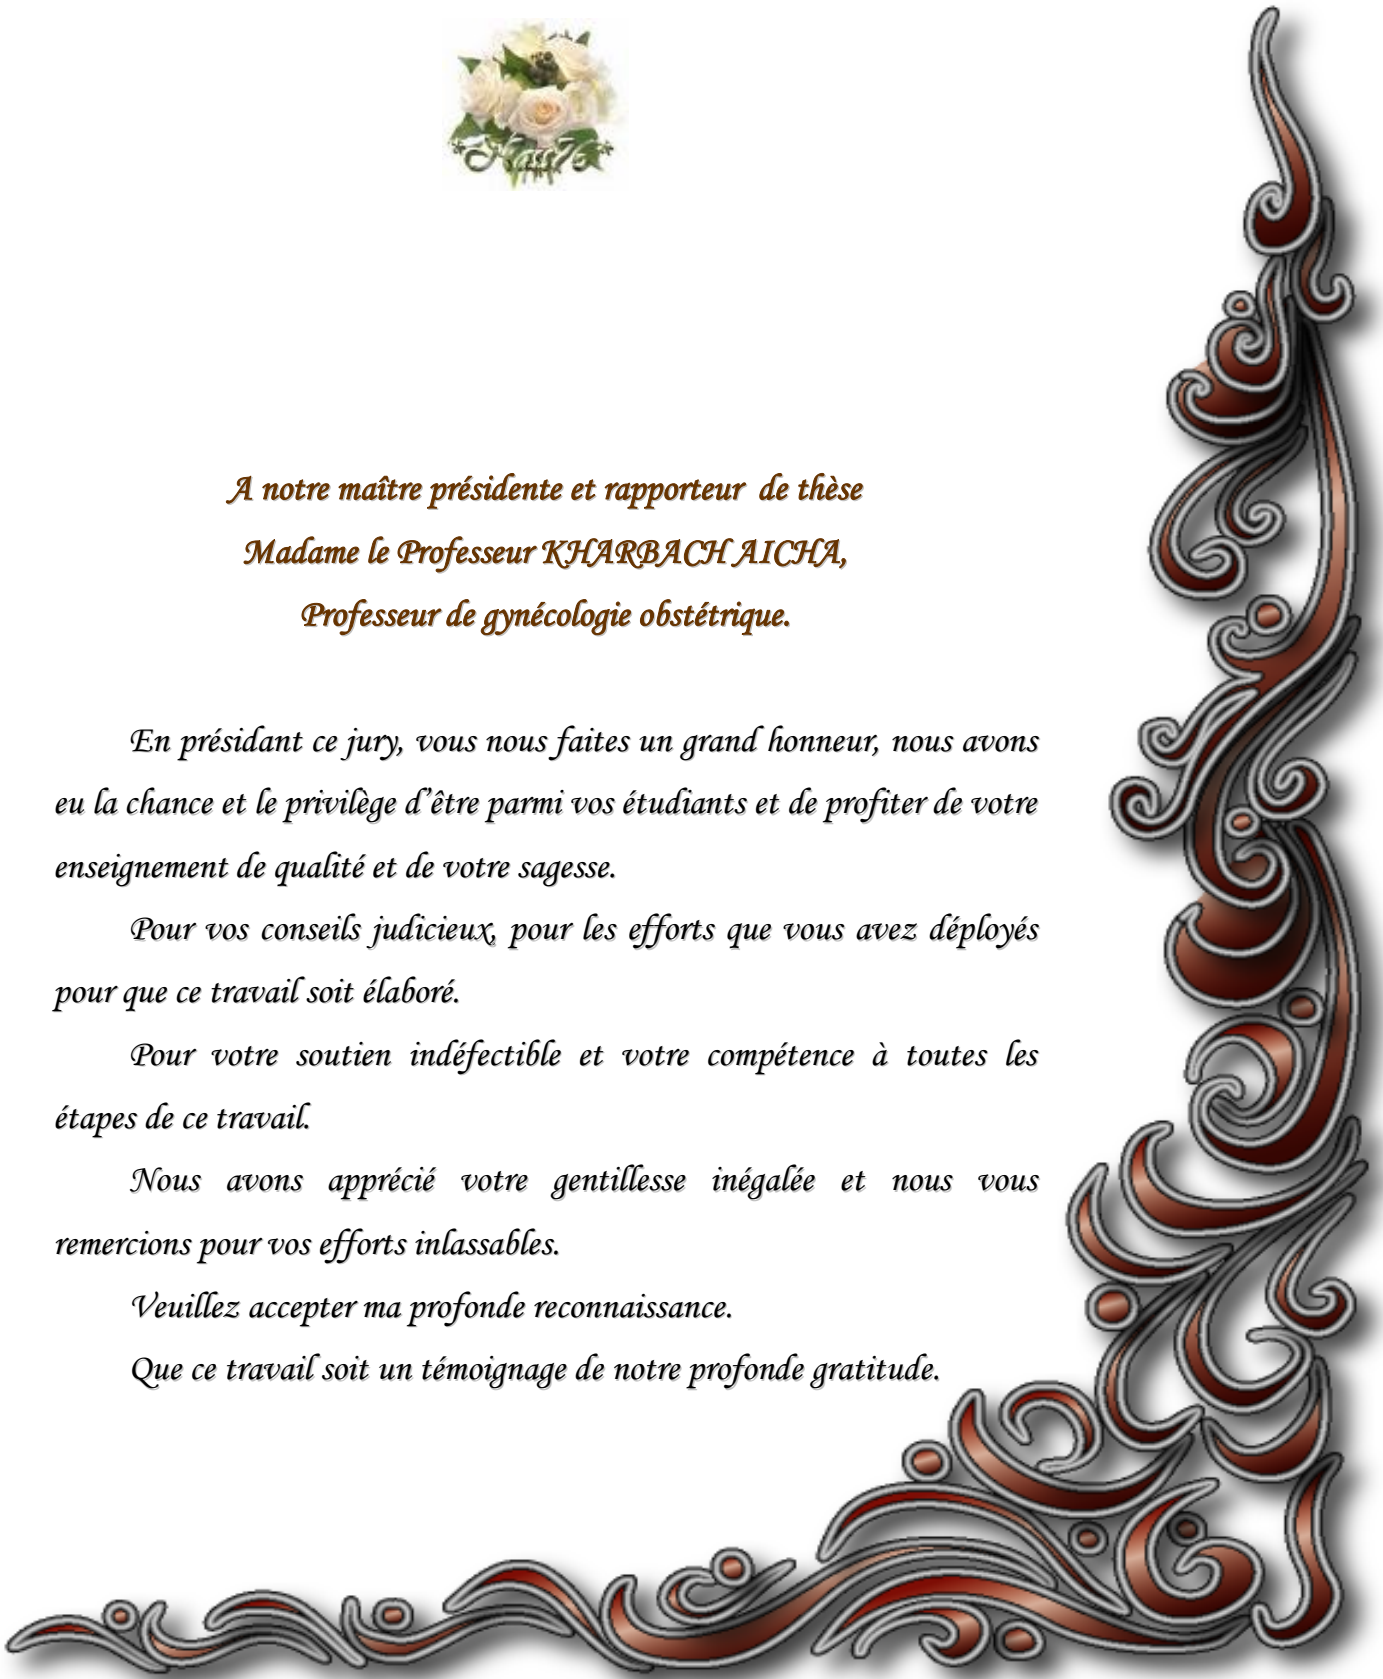 A notre maître présidente et rapporteur de thèse
Madame le Professeur KHARBACH AICHA,
Professeur de gynécologie obstétrique.
En présidant ce jury, vous nous faites un grand honneur, nous avons
eu la chance et le privilège d’être parmi vos étudiants et de profiter de votre
enseignement de qualité et de votre sagesse.
Pour vos conseils judicieux, pour les efforts que vous avez déployés
pour que ce travail soit élaboré.
Pour votre soutien indéfectible et votre compétence à toutes les
étapes de ce travail.
Nous avons apprécié votre gentillesse inégalée et nous vous
remercions pour vos efforts inlassables.
Veuillez accepter ma profonde reconnaissance.
Que ce travail soit un témoignage de notre profonde gratitude.